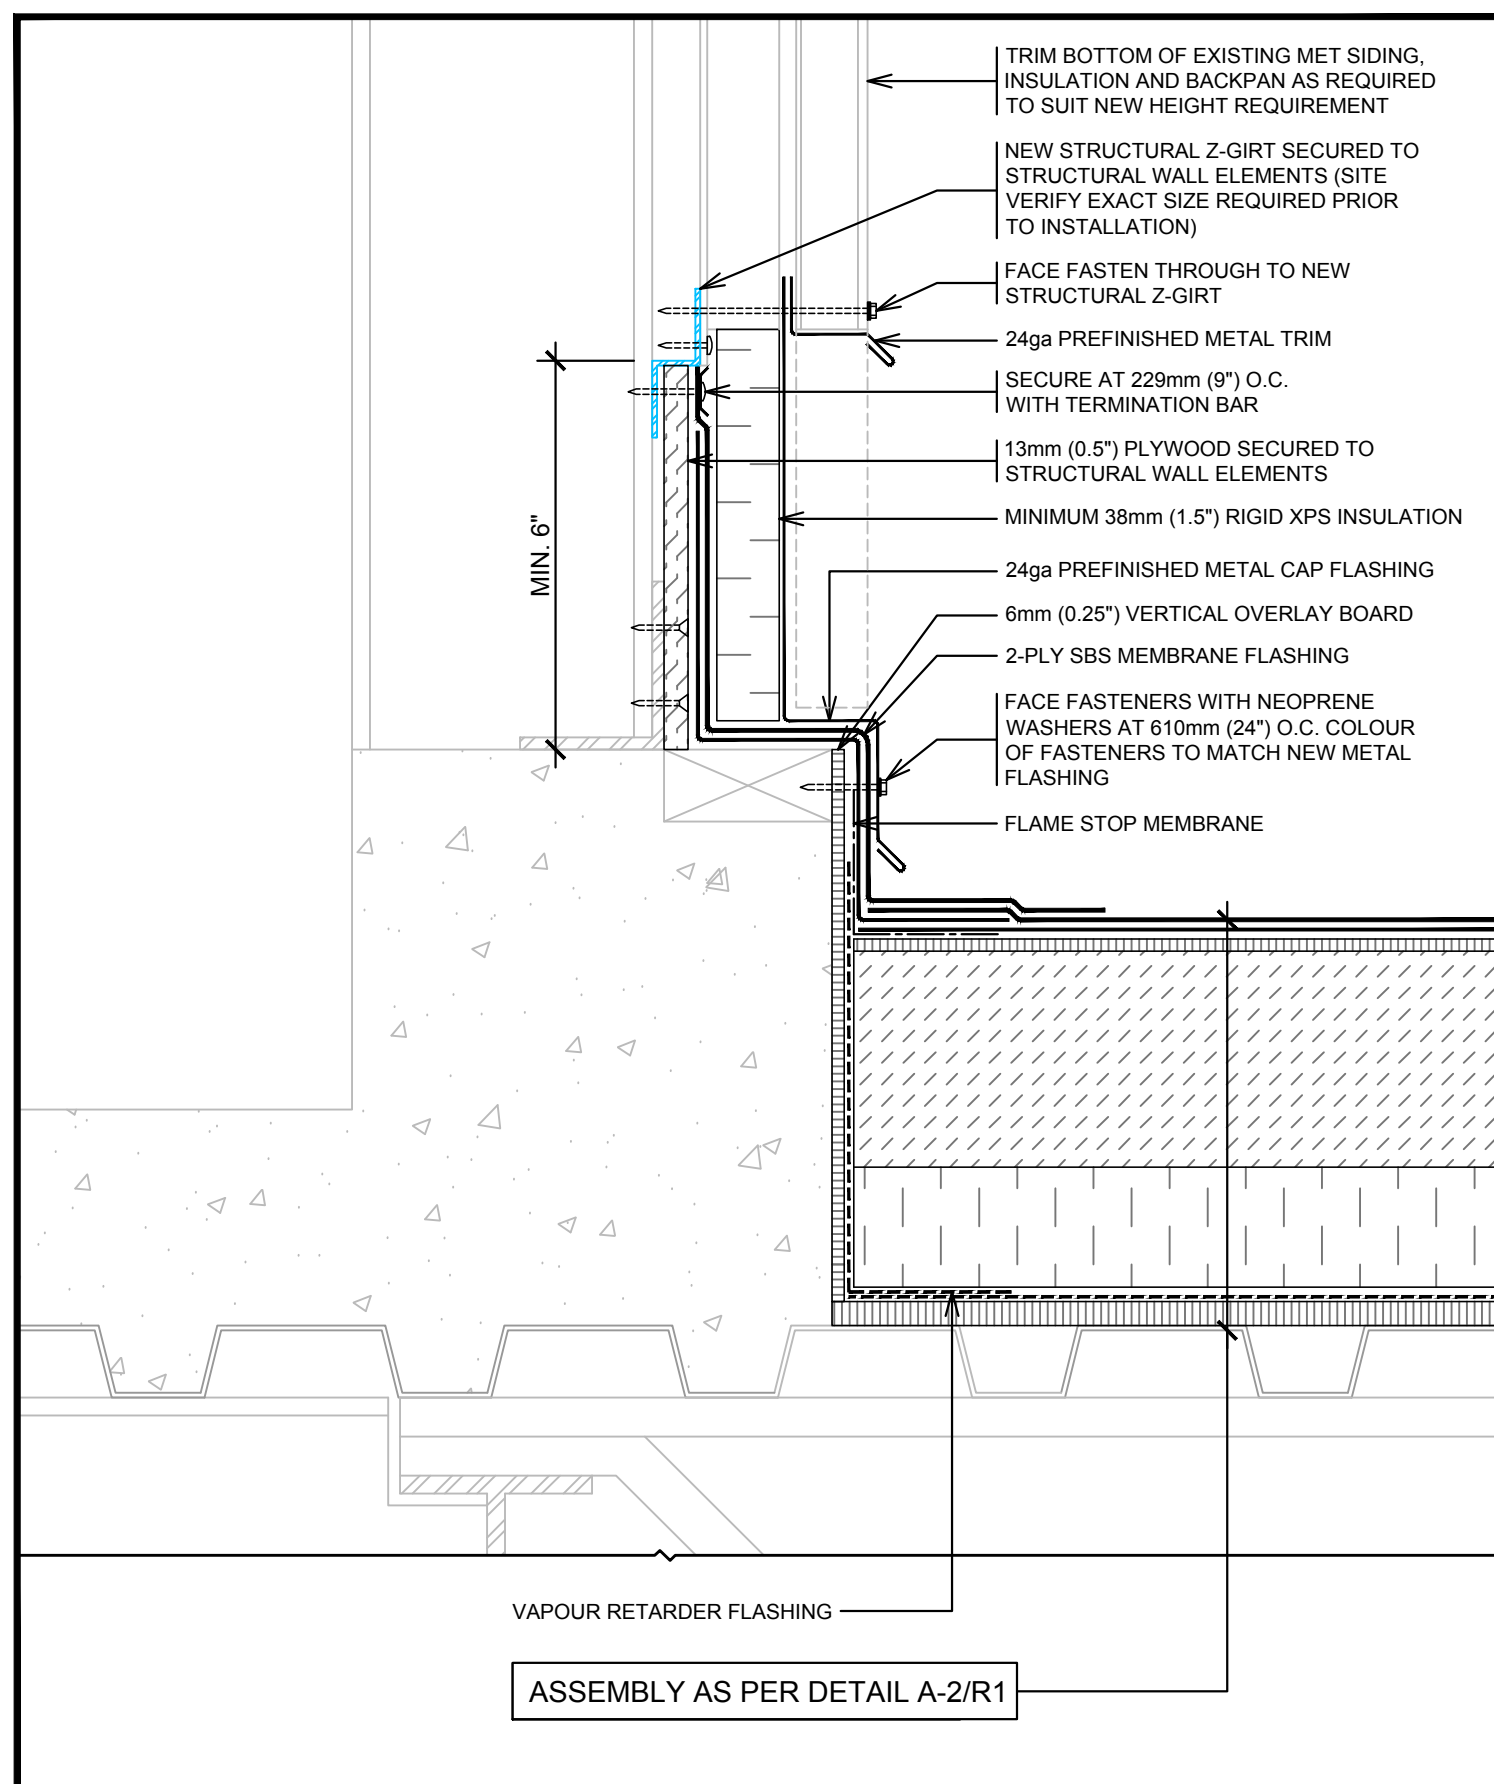 TRIM BOTTOM OF EXISTING MET SIDING,
INSULATION AND BACKPAN AS REQUIRED
TO SUIT NEW HEIGHT REQUIREMENT
NEW STRUCTURAL Z-GIRT SECURED TO
STRUCTURAL WALL ELEMENTS (SITE
VERIFY EXACT SIZE REQUIRED PRIOR
TO INSTALLATION)
FACE FASTEN THROUGH TO NEW
STRUCTURAL Z-GIRT
24ga PREFINISHED METAL TRIM
SECURE AT 229mm (9") O.C.
WITH TERMINATION BAR
13mm (0.5") PLYWOOD SECURED TO
STRUCTURAL WALL ELEMENTS
MINIMUM 38mm (1.5") RIGID XPS INSULATION
MIN. 6"
24ga PREFINISHED METAL CAP FLASHING
6mm (0.25") VERTICAL OVERLAY BOARD
2-PLY SBS MEMBRANE FLASHING
FACE FASTENERS WITH NEOPRENE
WASHERS AT 610mm (24") O.C. COLOUR
OF FASTENERS TO MATCH NEW METAL
FLASHING
FLAME STOP MEMBRANE
VAPOUR RETARDER FLASHING
ASSEMBLY AS PER DETAIL A-2/R1